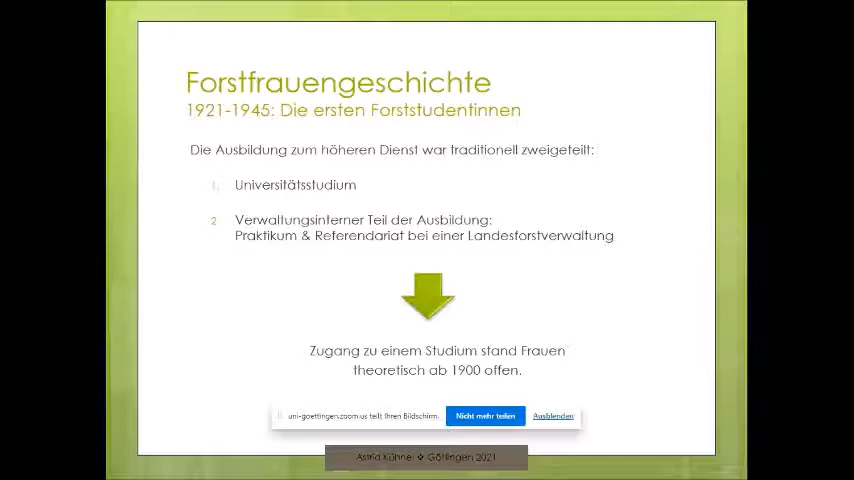 Forstfrauengeschichte
1921-1945: Die ersten Forststudentinnen
Die Ausbildung zum höheren Dienst war traditionell zweigeteilt:
1. Universitätsstudium
2 Verwaltungsinterner Teil der Ausbildung:
Praktikum & Referendariat bei einer Landesforstverwaltung
Zugang zu einem Studium stand Frauen
theoretisch ab 1900 offen.
uni-goettingen.zoom.us teilt Ihren Bildschirm. Nicht mehr teilen Ausblenden
Astrid Kühnel ❖ Göttingen 2021